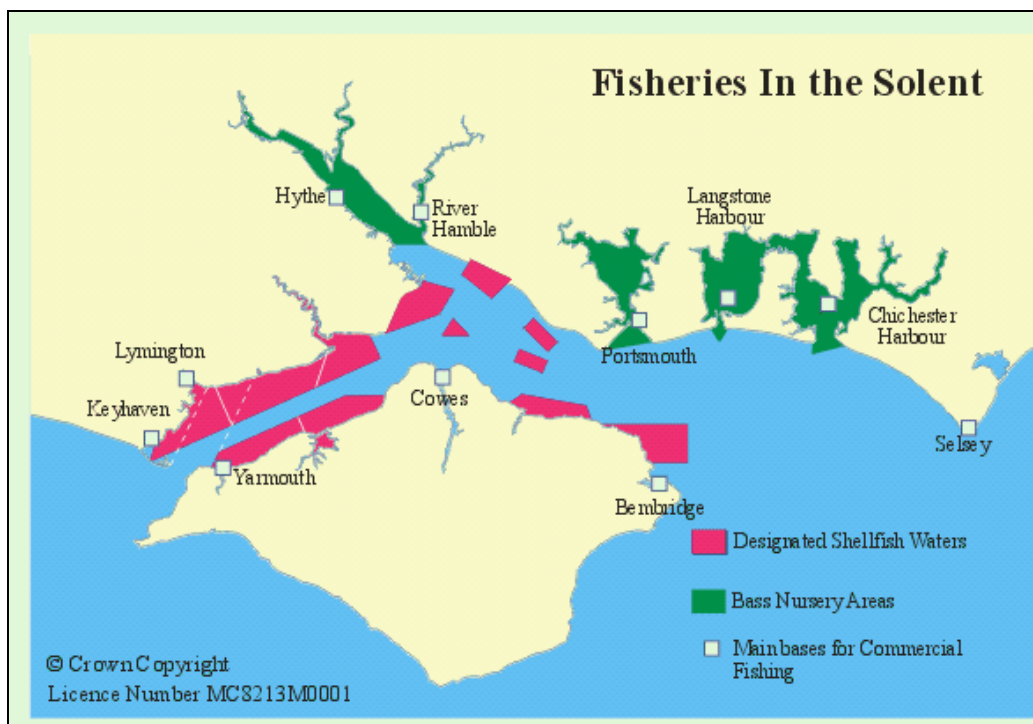 Fisheries In the Solent
Hythe
River
Hamble
Langstone
Harbour
Chichester
Harbour
Portsmouth
Lymington
Keyhaven
Cowes
Yarmouth
Selsey
Bembridge
Designated Shellfish Waters
Bass Nursery Areas
Main bases for Commercial
Fishing
© Crown Copyright
Licence Number MC8213M0001